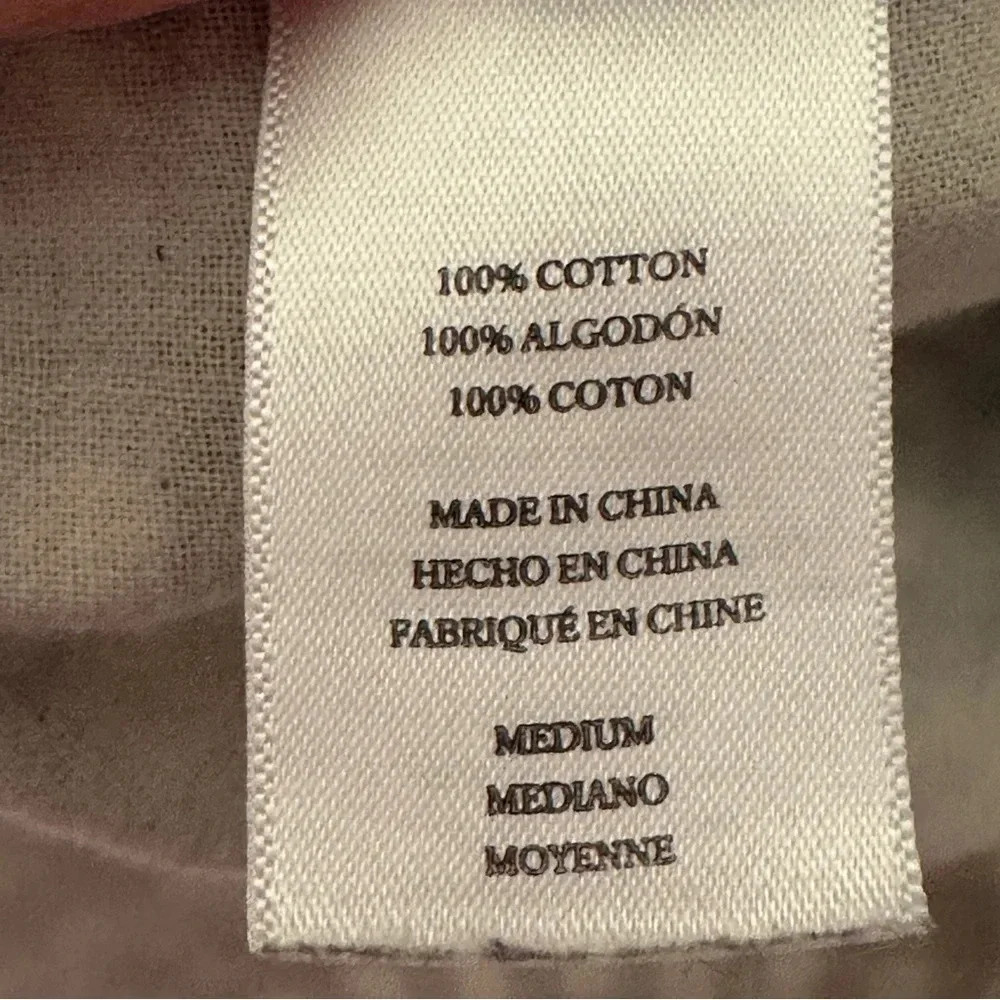 100% COTTON
100% ALGODÓN
100% COTON
MADE IN CHINA
HECHO EN CHINA
FABRIQUÉ EN CHINE
MEDIUM
MEDIANO
MOYENNE